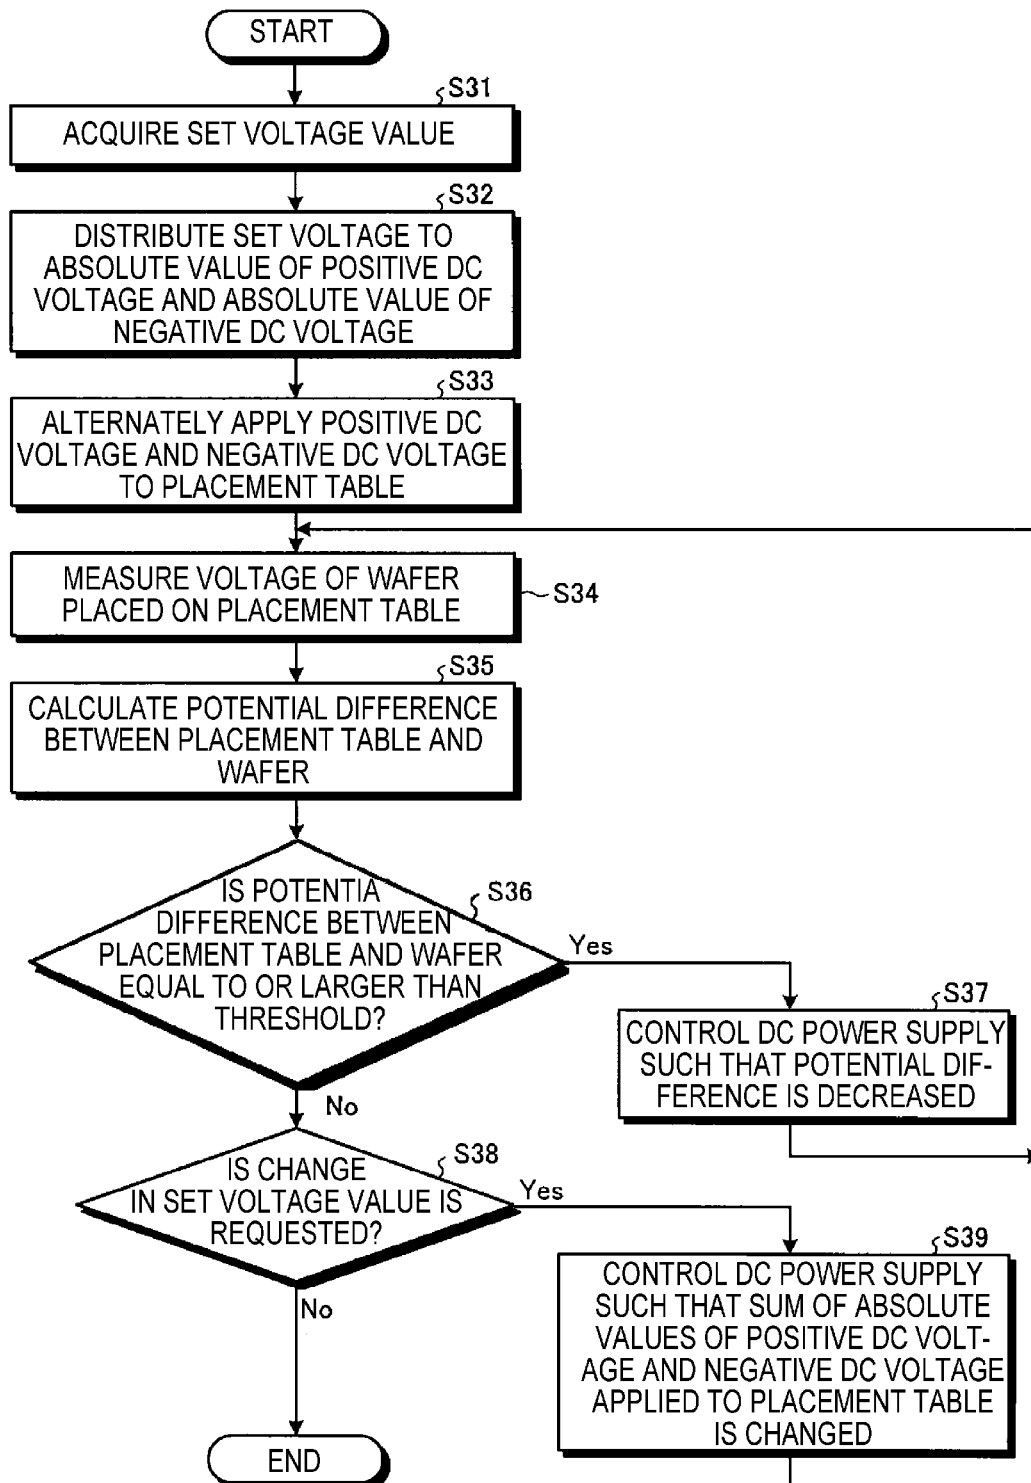 START
S31
ACQUIRE SET VOLTAGE VALUE
S32
DISTRIBUTE SET VOLTAGE TO
ABSOLUTE VALUE OF POSITIVE DC
VOLTAGE AND ABSOLUTE VALUE OF
NEGATIVE DC VOLTAGE
S33
ALTERNATELY APPLY POSITIVE DC
VOLTAGE AND NEGATIVE DC VOLTAGE
TO PLACEMENT TABLE
MEASURE VOLTAGE OF WAFER
PLACED ON PLACEMENT TABLE
S34
S35
CALCULATE POTENTIAL DIFFERENCE
BETWEEN PLACEMENT TABLE AND
WAFER
S36
IS POTENTIA
DIFFERENCE BETWEEN
PLACEMENT TABLE AND WAFER
EQUAL TO OR LARGER THAN
THRESHOLD?
Yes
S37
CONTROL DC POWER SUPPLY
SUCH THAT POTENTIAL DIF-
FERENCE IS DECREASED
No
S38
IS CHANGE
IN SET VOLTAGE VALUE IS
REQUESTED?
Yes
S39
CONTROL DC POWER SUPPLY
SUCH THAT SUM OF ABSOLUTE
VALUES OF POSITIVE DC VOLT-
AGE AND NEGATIVE DC VOLTAGE
APPLIED TO PLACEMENT TABLE
IS CHANGED
No
END